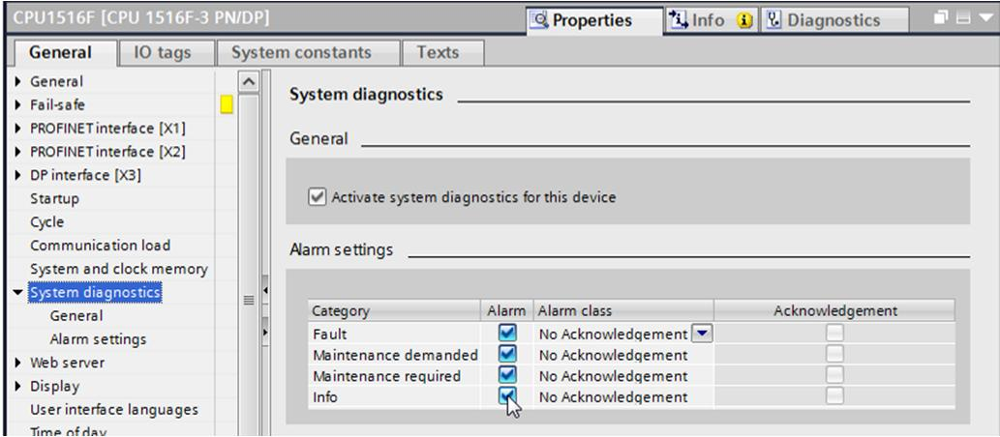 CPU1516F [CPU 1516F-3 PN/DP]
Properties
Info
Diagnostics
General
IO tags
System constants
Texts
General
Fail-safe
PROFINET interface [X1]
PROFINET interface [X2]
DP interface [X3]
Startup
Cycle
Communication load
System and clock memory
System diagnostics
General
Alarm settings
Web server
Display
User interface languages
Time of day
System diagnostics
General
Activate system diagnostics for this device
Alarm settings
Category Alarm Alarm class Acknowledgement
Fault No Acknowledgement
Maintenance demanded No Acknowledgement
Maintenance required No Acknowledgement
Info No Acknowledgement